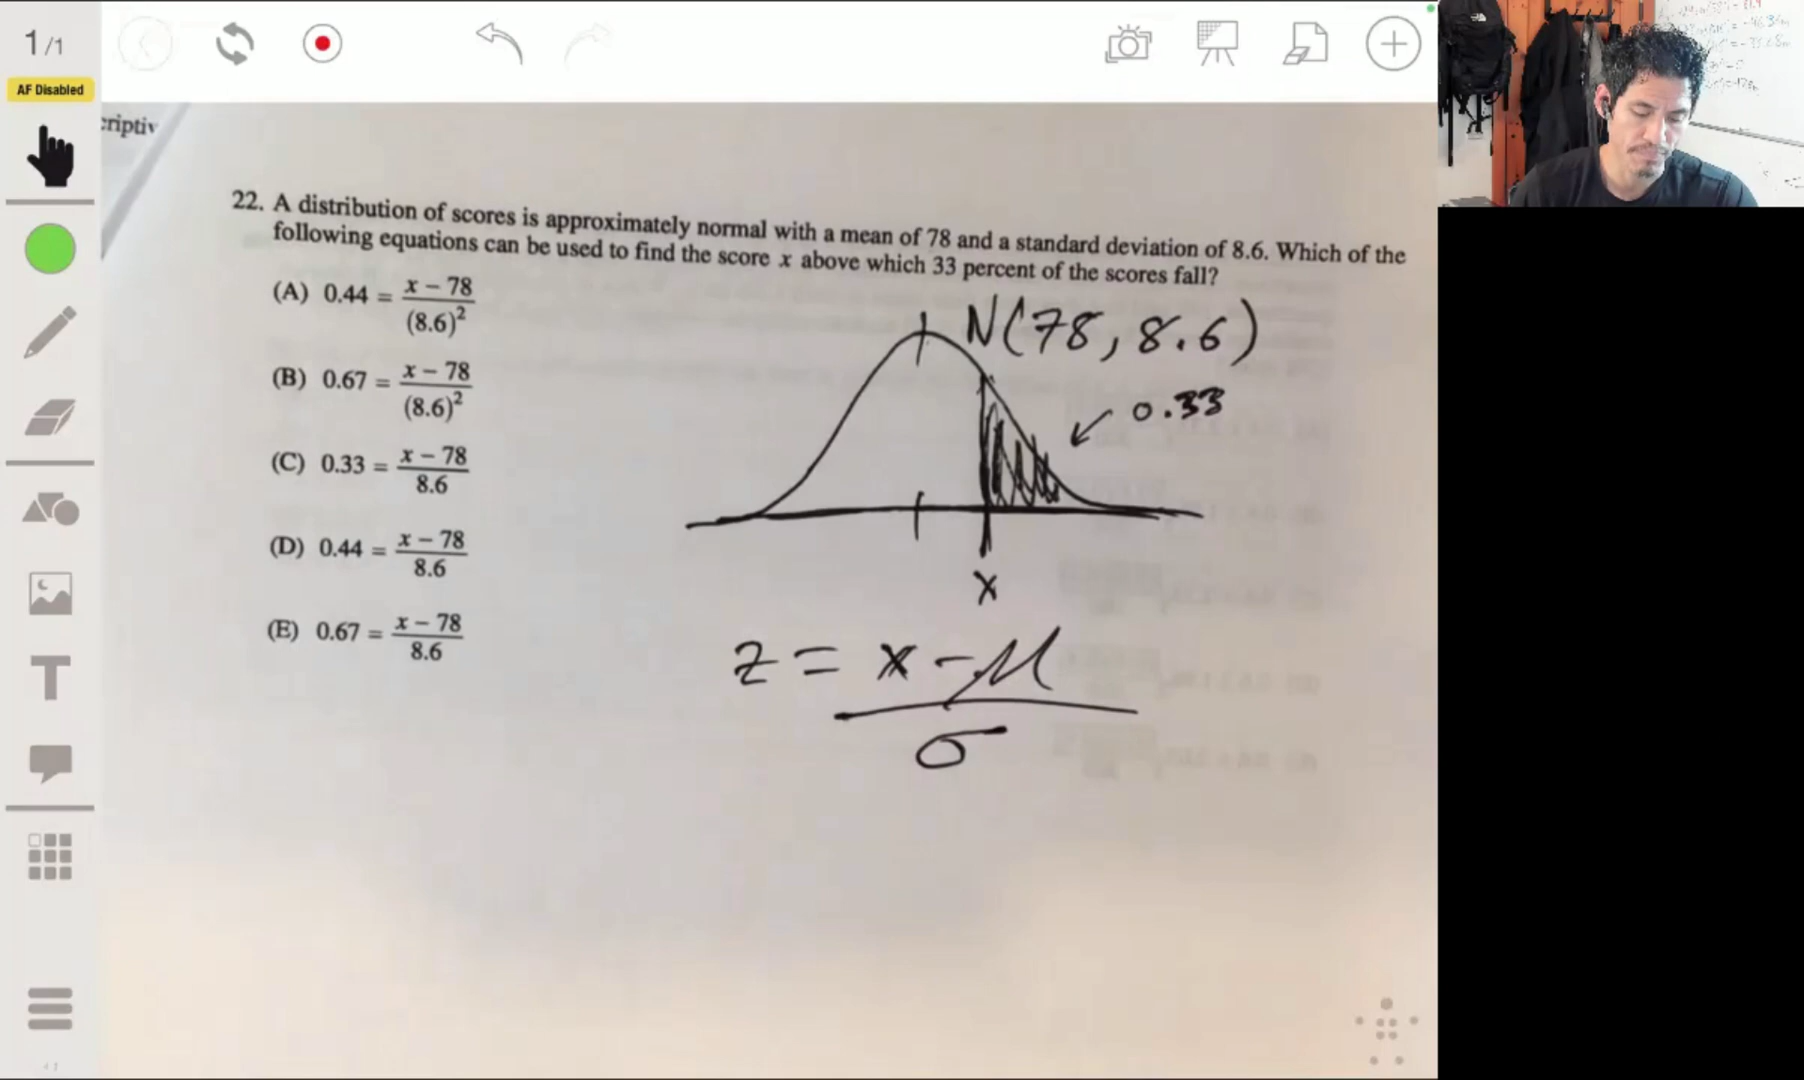 1/1
AF Disabled
criptiv
22. A distribution of scores is approximately normal with a mean of 78 and a standard deviation of 8.6. Which of the
following equations can be used to find the score x above which 33 percent of the scores fall?
(A) 0.44 = x − 78 / (8.6)²
(B) 0.67 = x − 78 / (8.6)²
(C) 0.33 = x − 78 / 8.6
(D) 0.44 = x − 78 / 8.6
(E) 0.67 = x − 78 / 8.6
N(78, 8.6)
0.33
x
z = x − μ / σ
T